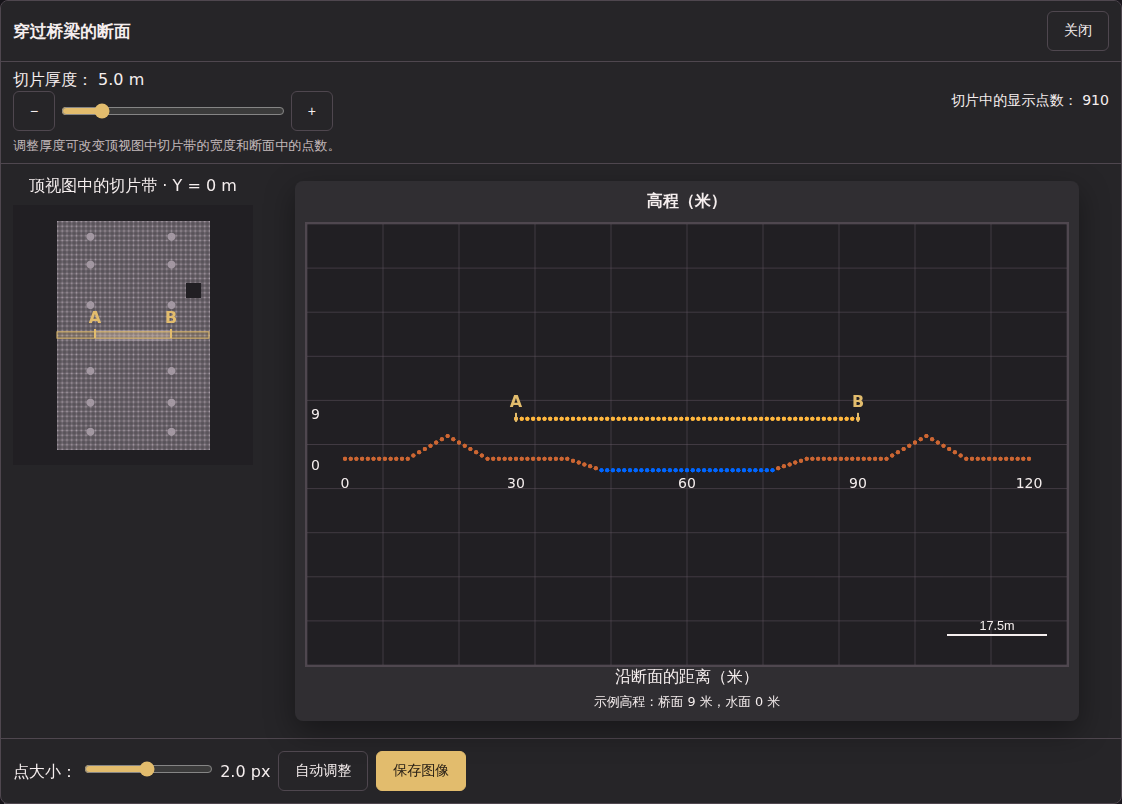 穿过桥梁的断面
关闭
切片厚度： 5.0 m
−
+
切片中的显示点数： 910
调整厚度可改变顶视图中切片带的宽度和断面中的点数。
顶视图中的切片带 · Y = 0 m
A B
高程（米）
A B
9
0
0 30 60 90 120
17.5m
沿断面的距离（米）
示例高程：桥面 9 米，水面 0 米
点大小： 2.0 px
自动调整
保存图像